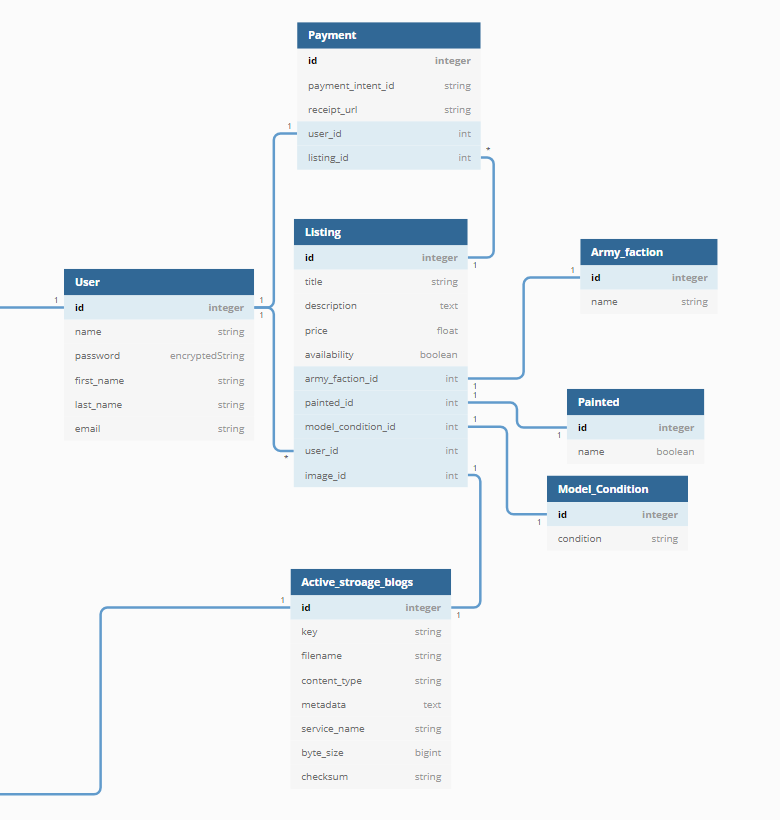 Payment
id integer
payment_intent_id string
receipt_url string
1 user_id int
listing_id int *
Listing
id integer 1
title string
description text
price float
availability boolean
army_faction_id int 1
painted_id int 1
model_condition_id int 1
* user_id int
image_id int 1
Army_faction
1 id integer
name string
User
1 id integer 1
1
name string
password encryptedString
first_name string
last_name string
email string
Painted
1 id integer
name boolean
Model_Condition
1 id integer
condition string
Active_stroage_blogs
1 id integer 1
key string
filename string
content_type string
metadata text
service_name string
byte_size bigint
checksum string